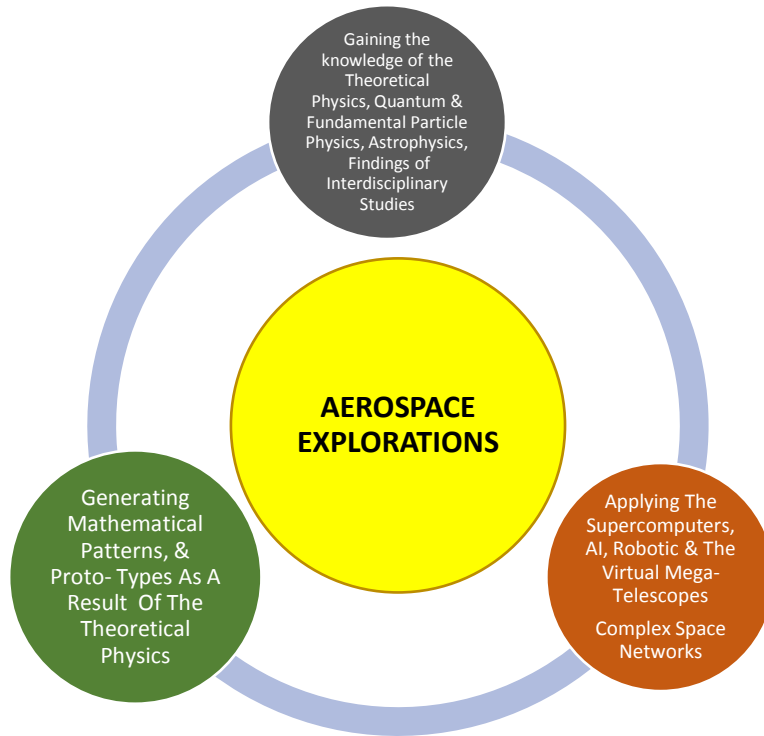 Gaining the
knowledge of the
Theoretical
Physics, Quantum &
Fundamental Particle
Physics, Astrophysics,
Findings of
Interdisciplinary
Studies
AEROSPACE
EXPLORATIONS
Generating
Mathematical
Patterns, &
Proto- Types As A
Result Of The
Theoretical
Physics
Applying The
Supercomputers,
AI, Robotic & The
Virtual Mega-
Telescopes
Complex Space
Networks